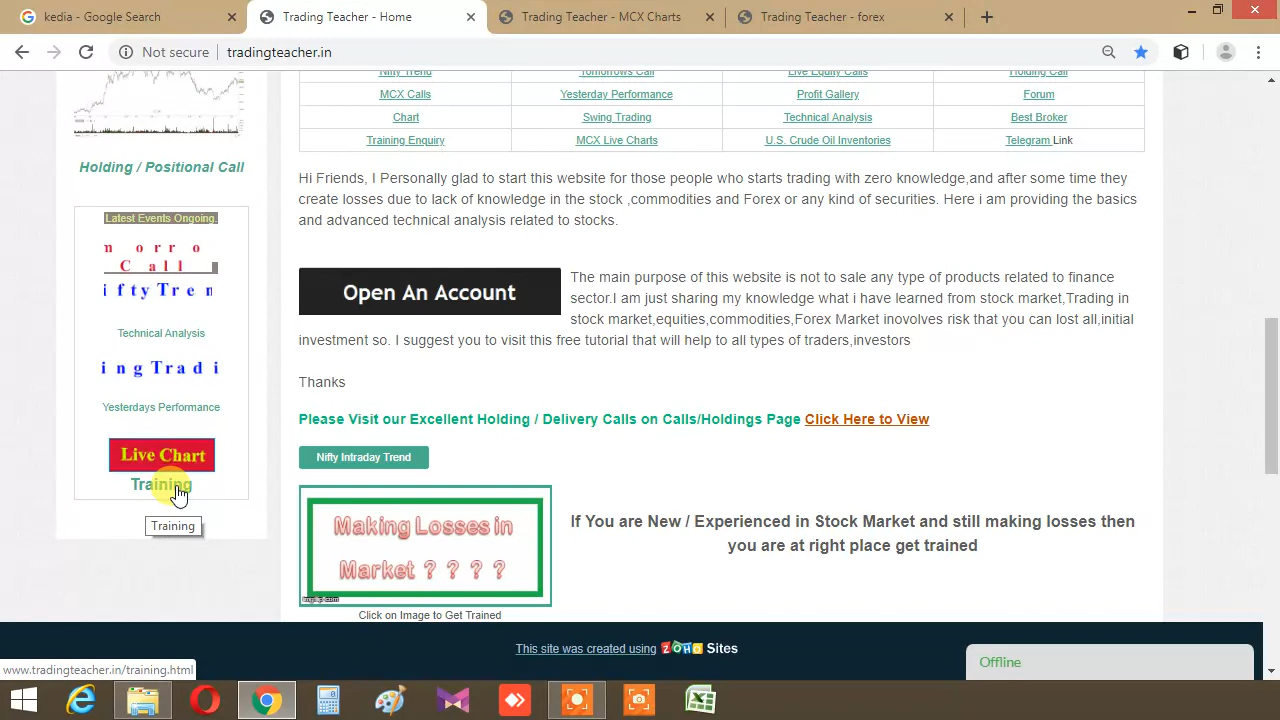 kedia - Google Search
Trading Teacher - Home
Trading Teacher - MCX Charts
Trading Teacher - forex
Not secure
tradingteacher.in
Holding / Positional Call
Latest Events Ongoing.
n o r r o
C a l l
i f t y T r e n
Technical Analysis
i n g T r a d i
Yesterdays Performance
Live Chart
Training
Training
Nifty Trend
Tomorrows Call
Live Equity Calls
Holding Call
MCX Calls
Yesterday Performance
Profit Gallery
Forum
Chart
Swing Trading
Technical Analysis
Best Broker
Training Enquiry
MCX Live Charts
U.S. Crude Oil Inventories
Telegram Link
Hi Friends, I Personally glad to start this website for those people who starts trading with zero knowledge,and after some time they
create losses due to lack of knowledge in the stock ,commodities and Forex or any kind of securities. Here i am providing the basics
and advanced technical analysis related to stocks.
Open An Account
The main purpose of this website is not to sale any type of products related to finance
sector.I am just sharing my knowledge what i have learned from stock market,Trading in
stock market,equities,commodities,Forex Market inovolves risk that you can lost all,initial
investment so. I suggest you to visit this free tutorial that will help to all types of traders,investors
Thanks
Please Visit our Excellent Holding / Delivery Calls on Calls/Holdings Page Click Here to View
Nifty Intraday Trend
Making Losses in
Market ? ? ? ?
Click on Image to Get Trained
If You are New / Experienced in Stock Market and still making losses then
you are at right place get trained
This site was created using ZOHO Sites
Offline
www.tradingteacher.in/training.html